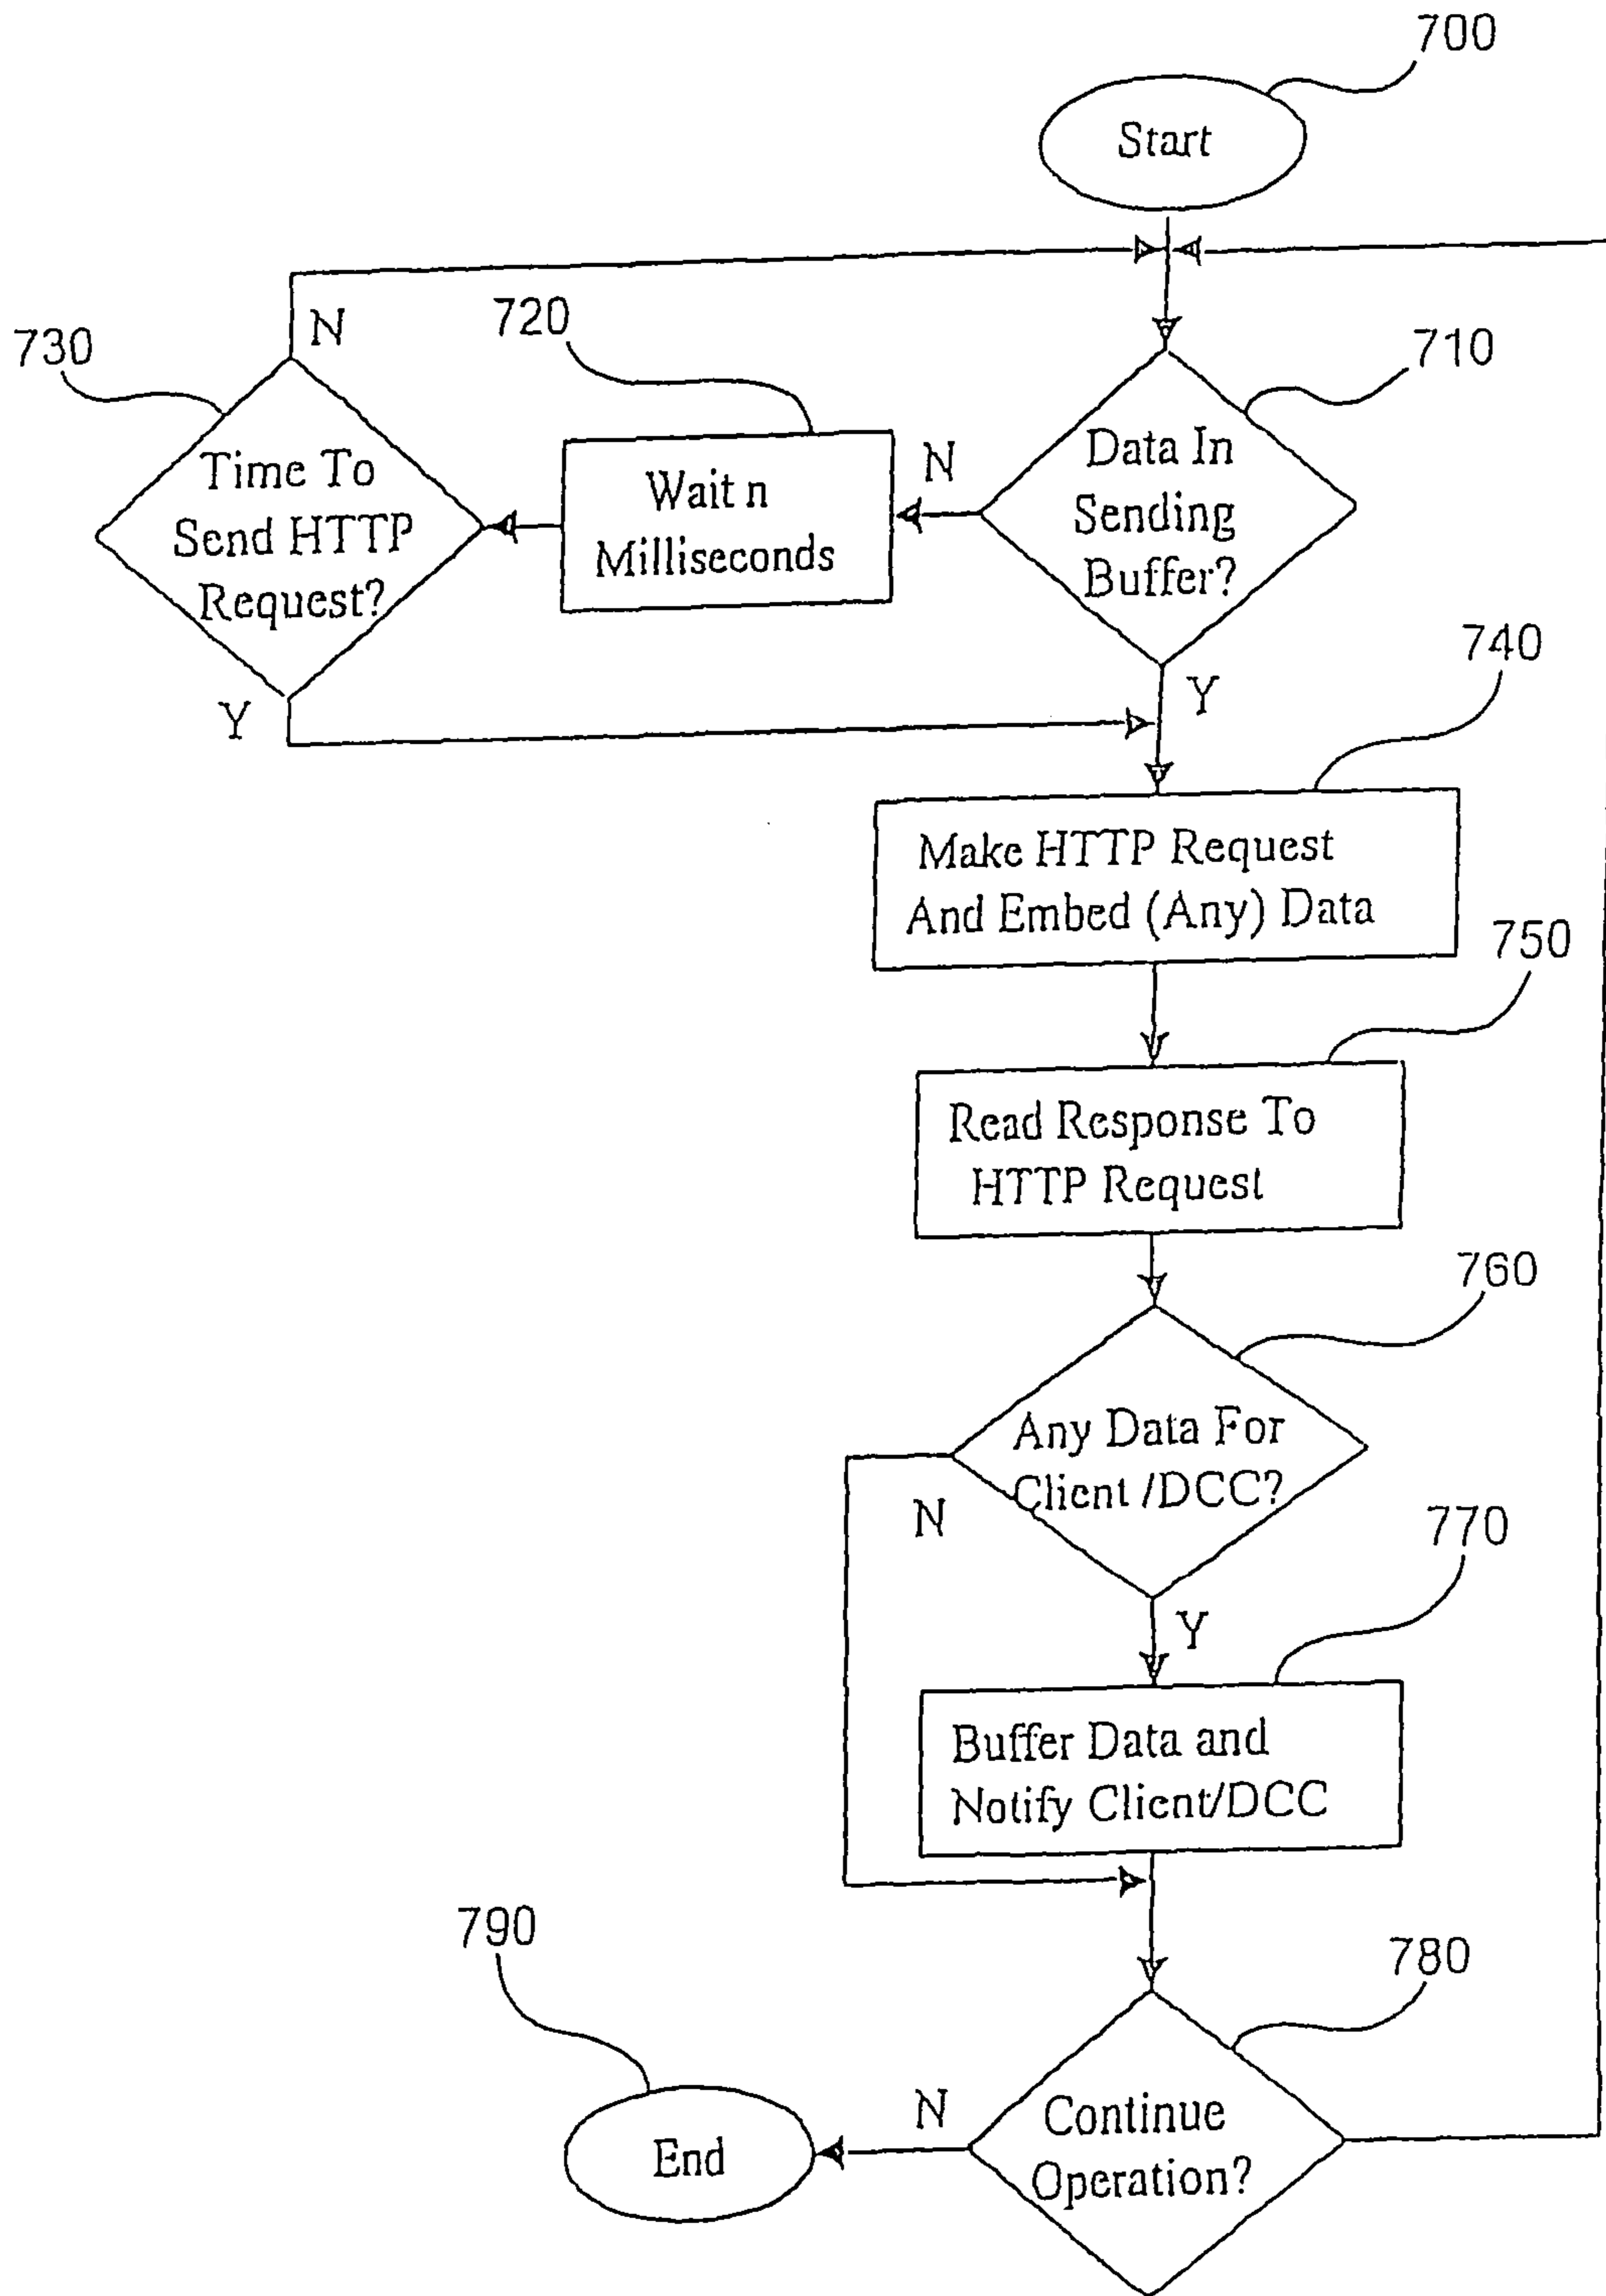 700
Start
N
730
720
710
Time To
Send HTTP
Request?
Wait n
Milliseconds
N
Data In
Sending
Buffer?
Y
Y
740
Make HTTP Request
And Embed (Any) Data
750
Read Response To
HTTP Request
760
Any Data For
Client /DCC?
N
770
Y
Buffer Data and
Notify Client/DCC
790
780
End
N
Continue
Operation?